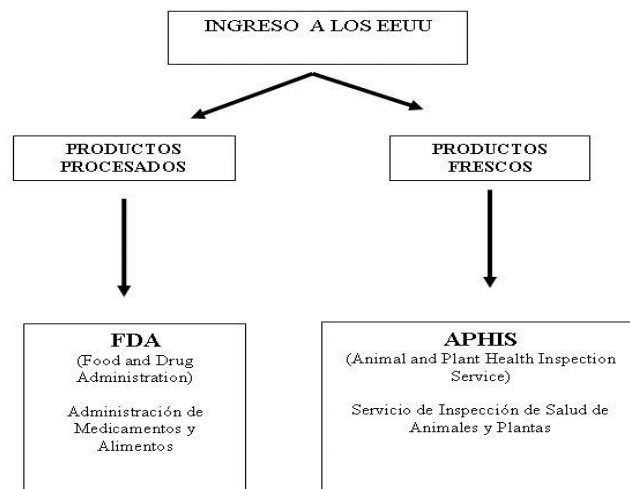 INGRESO A LOS EEUU
PRODUCTOS
PROCESADOS
PRODUCTOS
FRESCOS
FDA
(Food and Drug
Administration)
Administración de
Medicamentos y
Alimentos
APHIS
(Animal and Plant Health Inspection
Service)
Servicio de Inspección de Salud de
Animales y Plantas